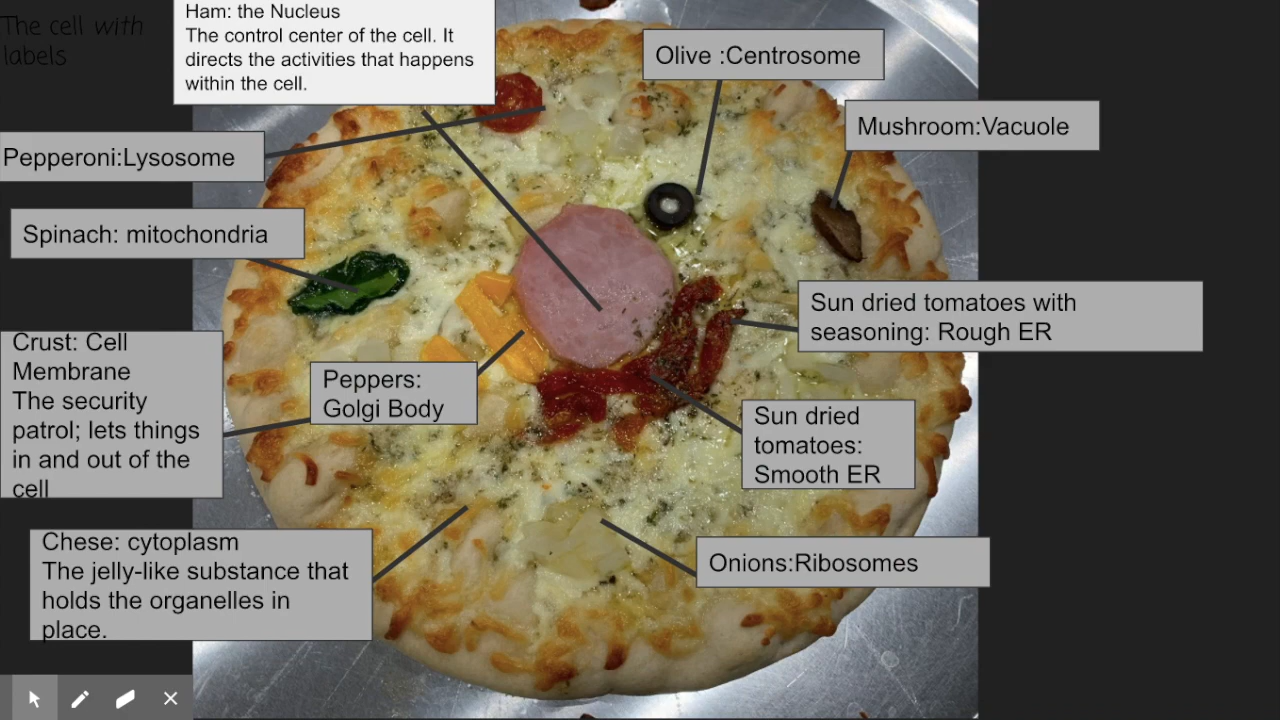 The cell with
labels
Ham: the Nucleus
The control center of the cell. It
directs the activities that happens
within the cell.
Olive :Centrosome
Mushroom:Vacuole
Pepperoni:Lysosome
Spinach: mitochondria
Sun dried tomatoes with
seasoning: Rough ER
Crust: Cell
Membrane
The security
patrol; lets things
in and out of the
cell
Peppers:
Golgi Body
Sun dried
tomatoes:
Smooth ER
Chese: cytoplasm
The jelly-like substance that
holds the organelles in
place.
Onions:Ribosomes